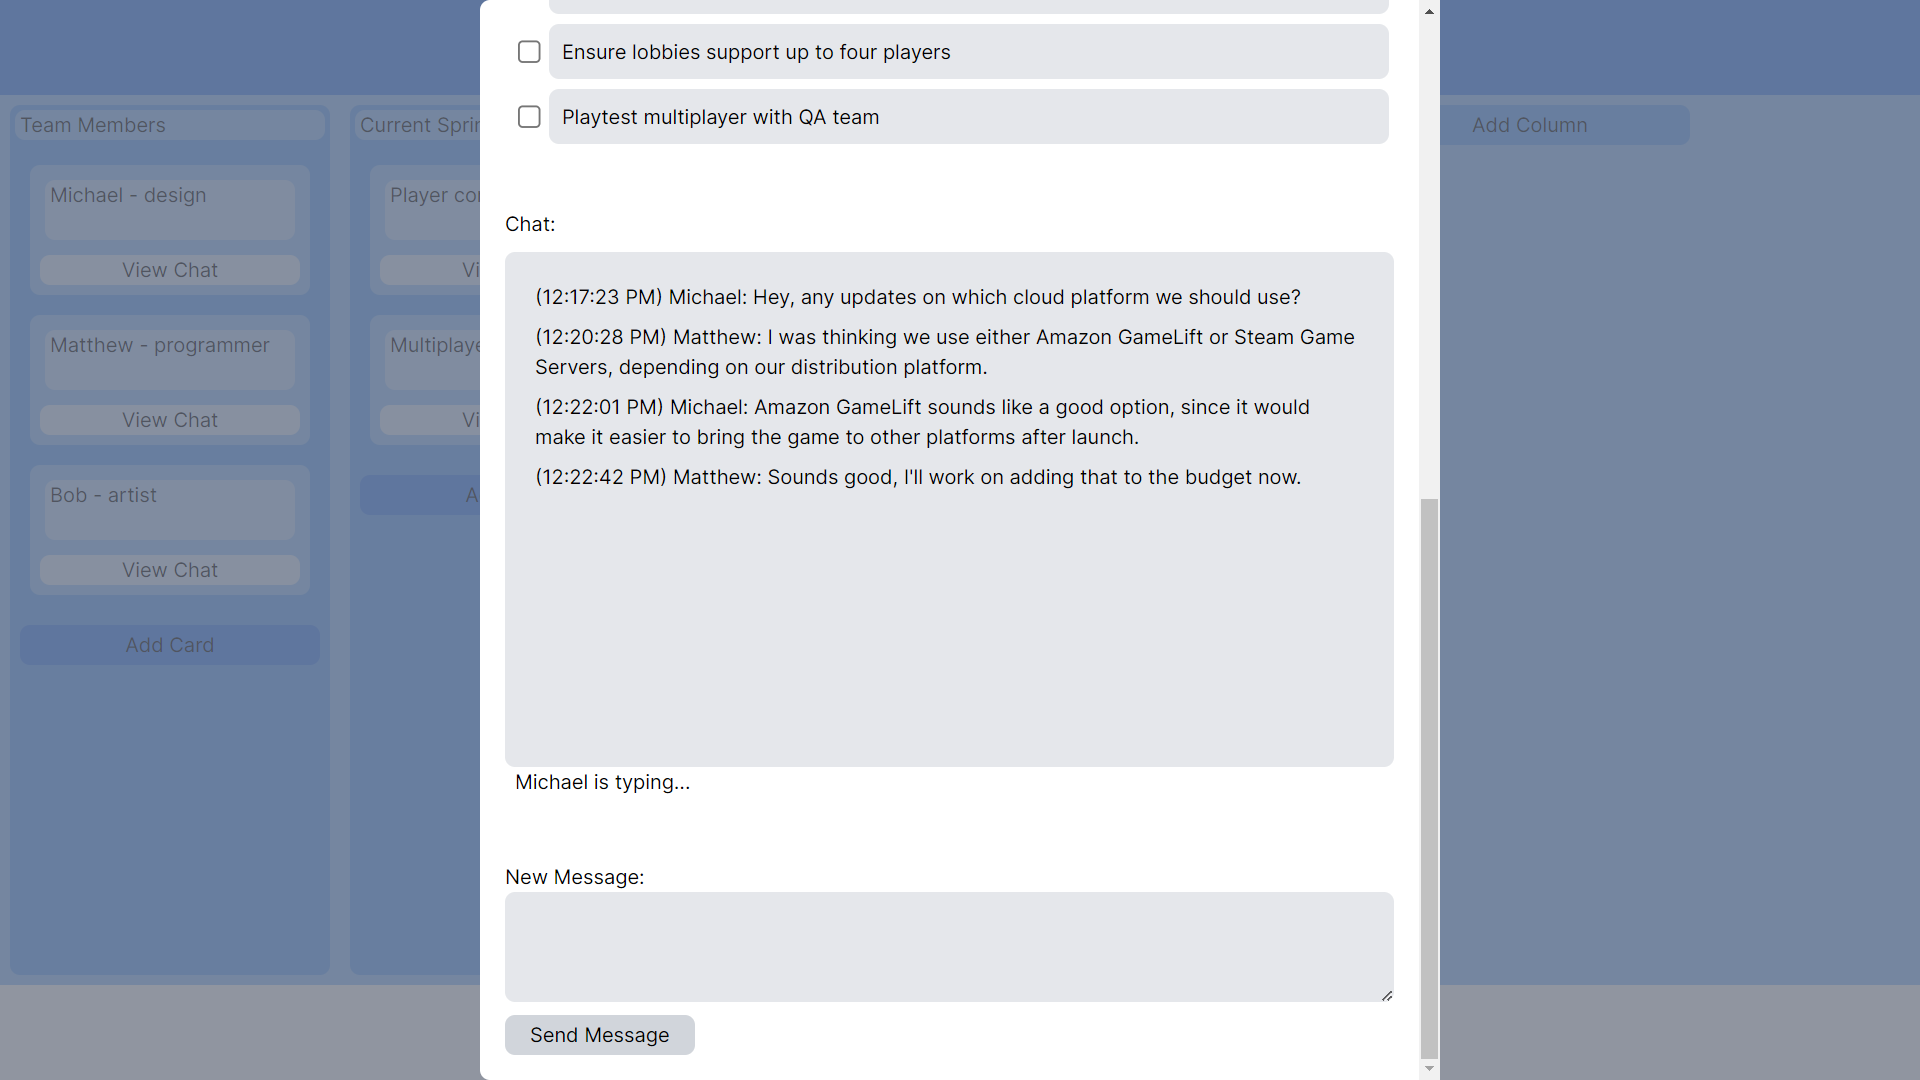 Ensure lobbies support up to four players
Playtest multiplayer with QA team
Chat:
(12:17:23 PM) Michael: Hey, any updates on which cloud platform we should use?
(12:20:28 PM) Matthew: I was thinking we use either Amazon GameLift or Steam Game
Servers, depending on our distribution platform.
(12:22:01 PM) Michael: Amazon GameLift sounds like a good option, since it would
make it easier to bring the game to other platforms after launch.
(12:22:42 PM) Matthew: Sounds good, I'll work on adding that to the budget now.
Michael is typing...
New Message:
Send Message
Team Members
Michael - design
View Chat
Matthew - programmer
View Chat
Bob - artist
View Chat
Add Card
Current
Player
Add Column